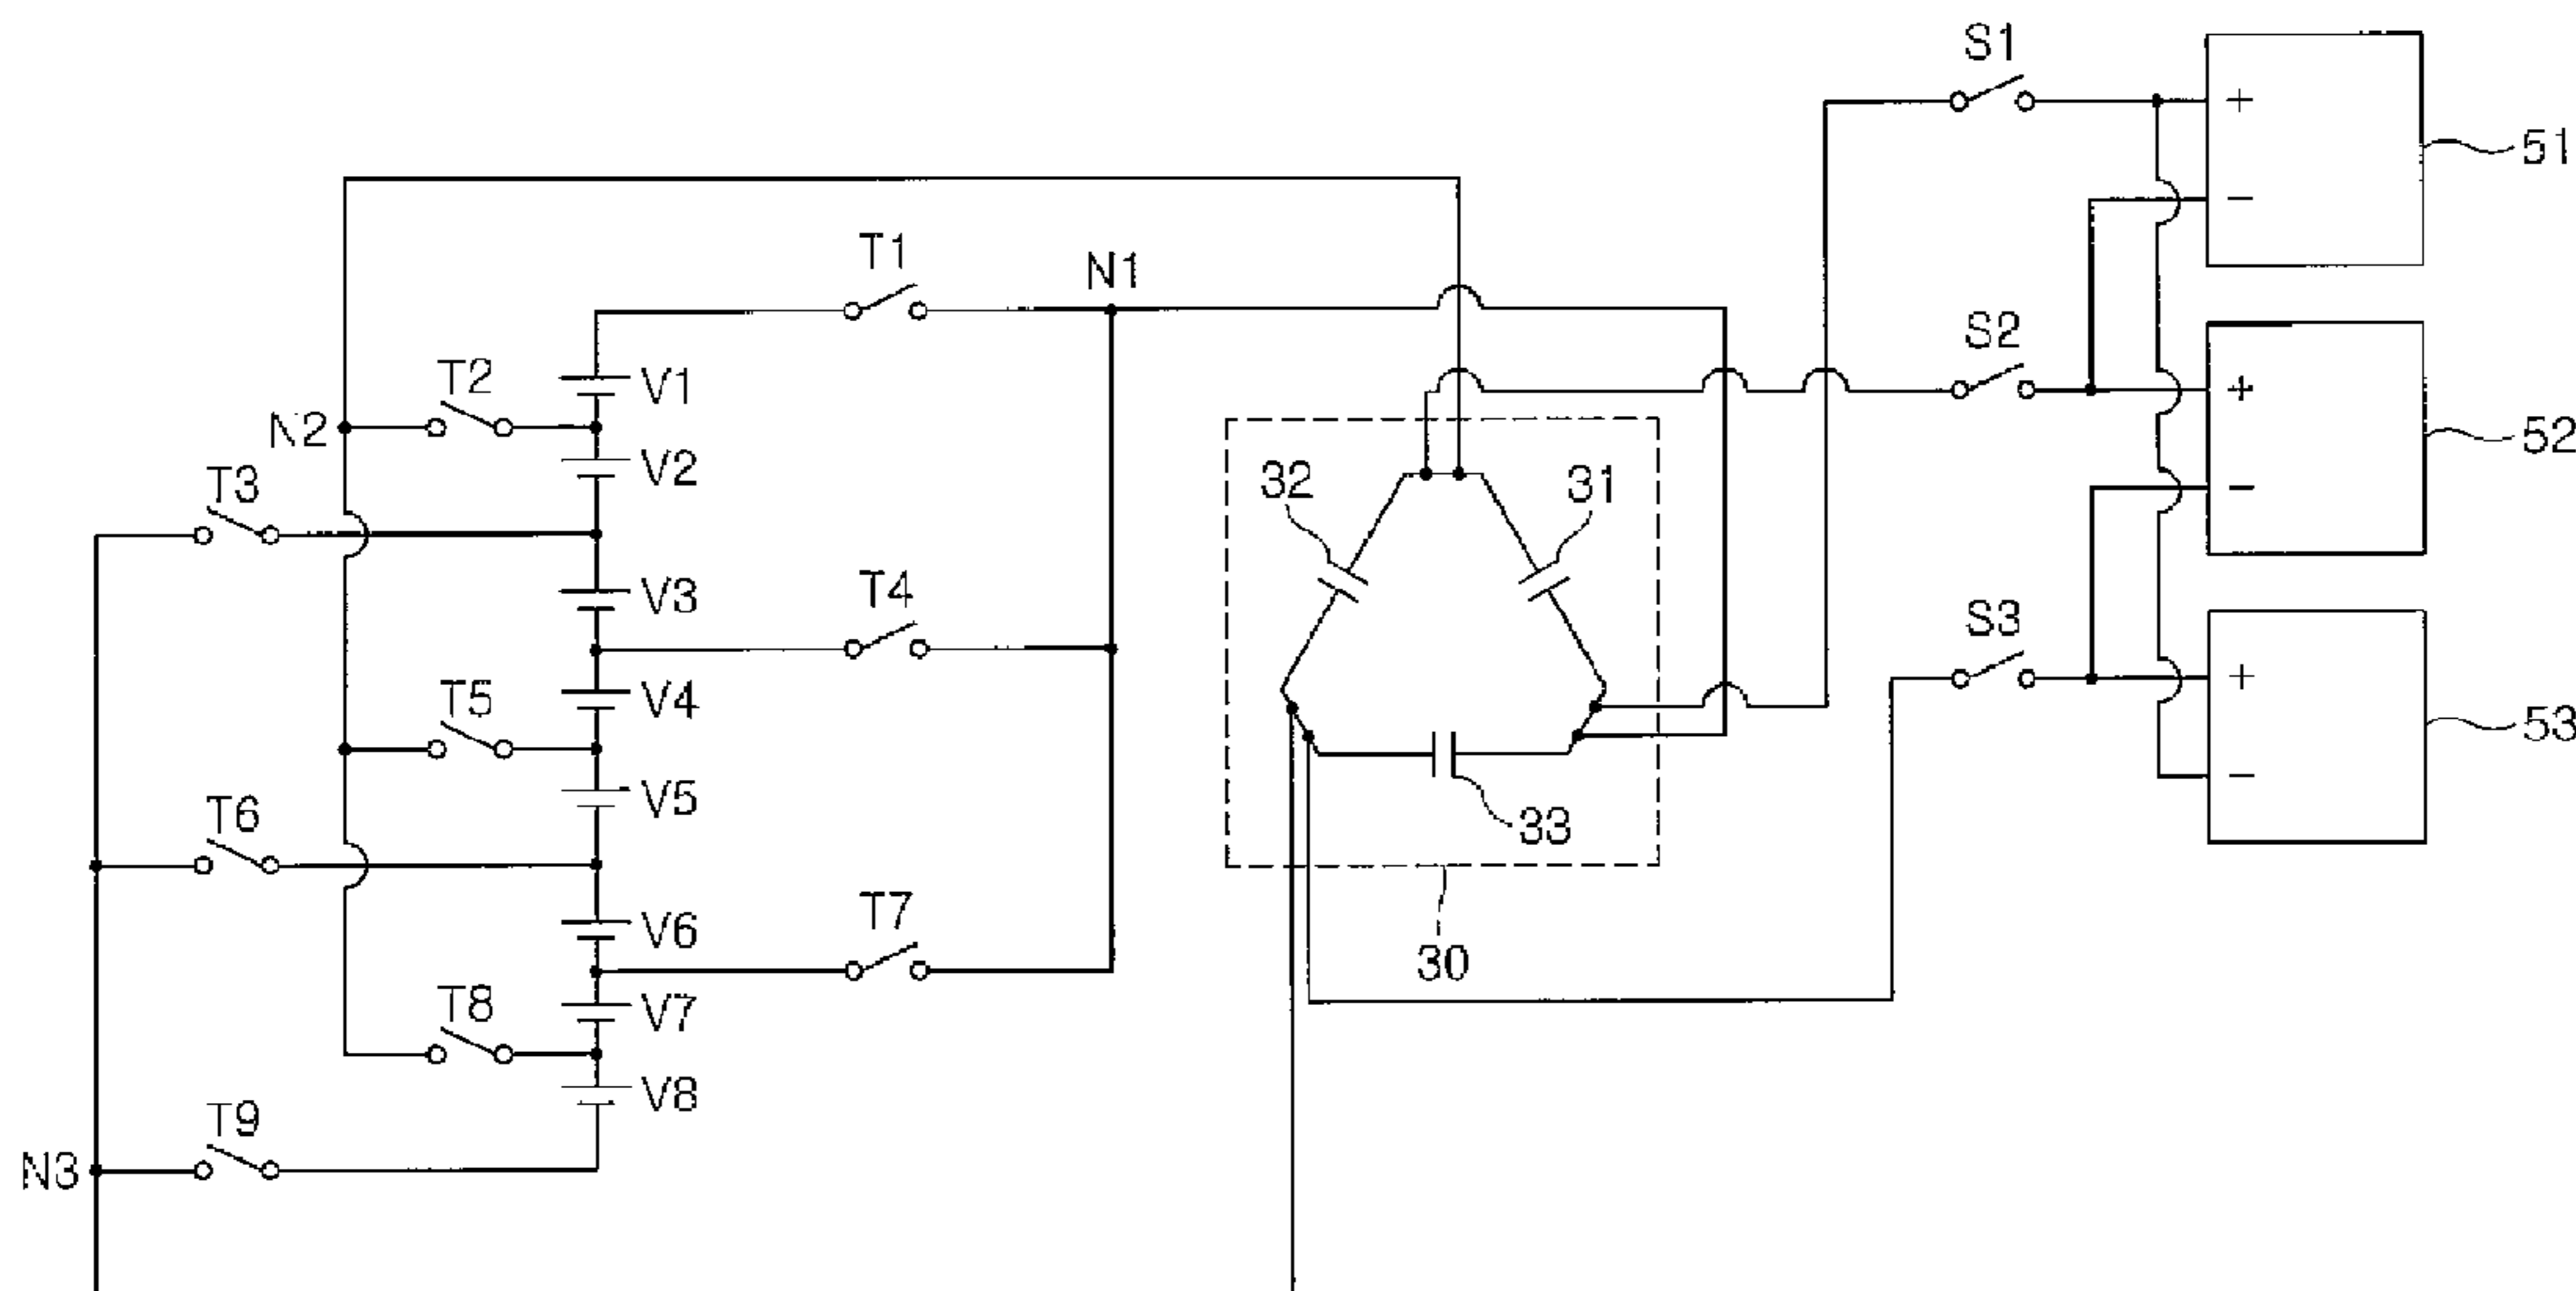 S1
+
51
−
T1
N1
S2
T2
V1
+
N2
52
T3
V2
32
31
−
V3
T4
S3
T5
V4
+
53
T6
V5
33
−
V6
T7
30
T8
V7
V8
T9
N3